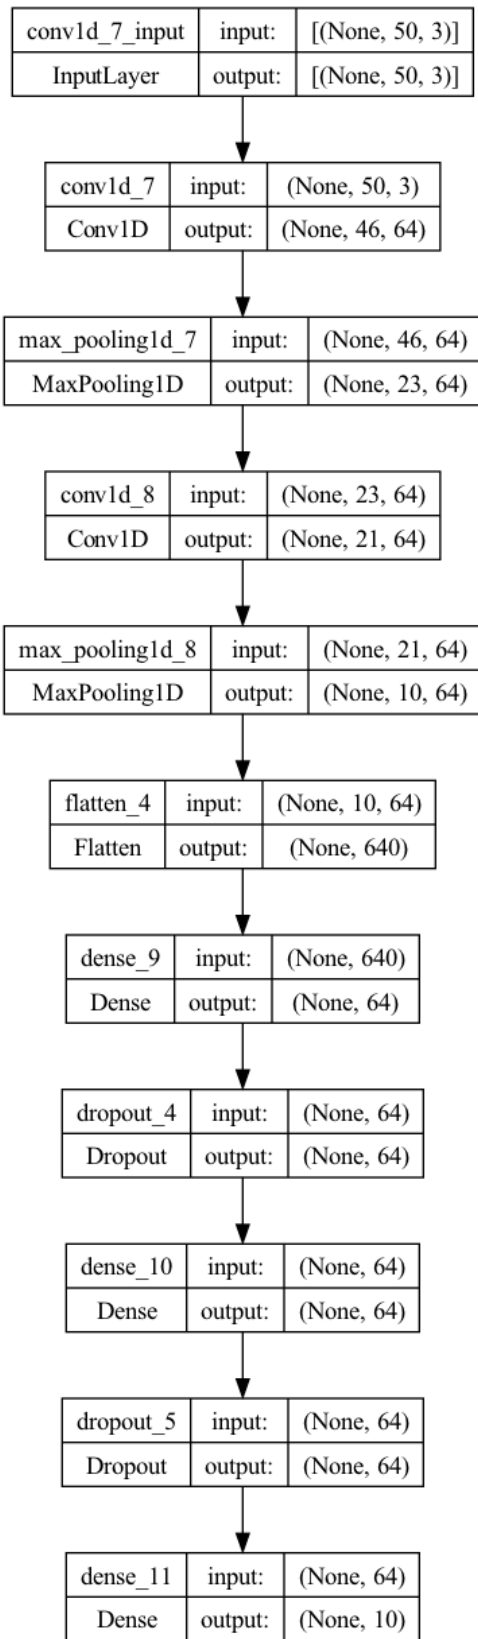 conv1d_7_input input: [(None, 50, 3)]
InputLayer output: [(None, 50, 3)]
conv1d_7 input: (None, 50, 3)
Conv1D output: (None, 46, 64)
max_pooling1d_7 input: (None, 46, 64)
MaxPooling1D output: (None, 23, 64)
conv1d_8 input: (None, 23, 64)
Conv1D output: (None, 21, 64)
max_pooling1d_8 input: (None, 21, 64)
MaxPooling1D output: (None, 10, 64)
flatten_4 input: (None, 10, 64)
Flatten output: (None, 640)
dense_9 input: (None, 640)
Dense output: (None, 64)
dropout_4 input: (None, 64)
Dropout output: (None, 64)
dense_10 input: (None, 64)
Dense output: (None, 64)
dropout_5 input: (None, 64)
Dropout output: (None, 64)
dense_11 input: (None, 64)
Dense output: (None, 10)